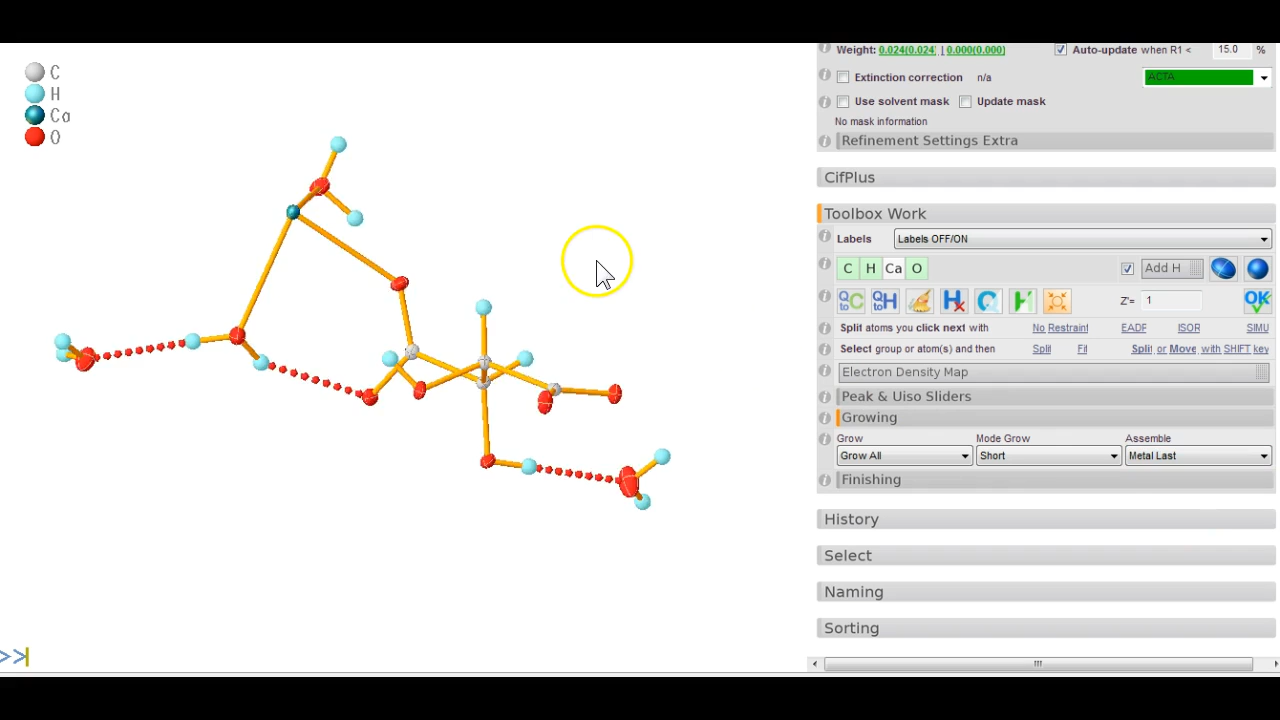 C
H
Ca
O
>>
Weight: 0.024(0.024) | 0.000(0.000) Auto-update when R1 < 15.0 %
Extinction correction n/a ACTA
Use solvent mask Update mask
No mask information
Refinement Settings Extra
CifPlus
Toolbox Work
Labels Labels OFF/ON
C H Ca O Add H
Q to C Q to H H Z'= 1 OK
Split atoms you click next with No Restraint EADP ISOR SIMU
Select group or atom(s) and then Split Fit Split or Move with SHIFT key
Electron Density Map
Peak & Uiso Sliders
Growing
Grow Mode Grow Assemble
Grow All Short Metal Last
Finishing
History
Select
Naming
Sorting